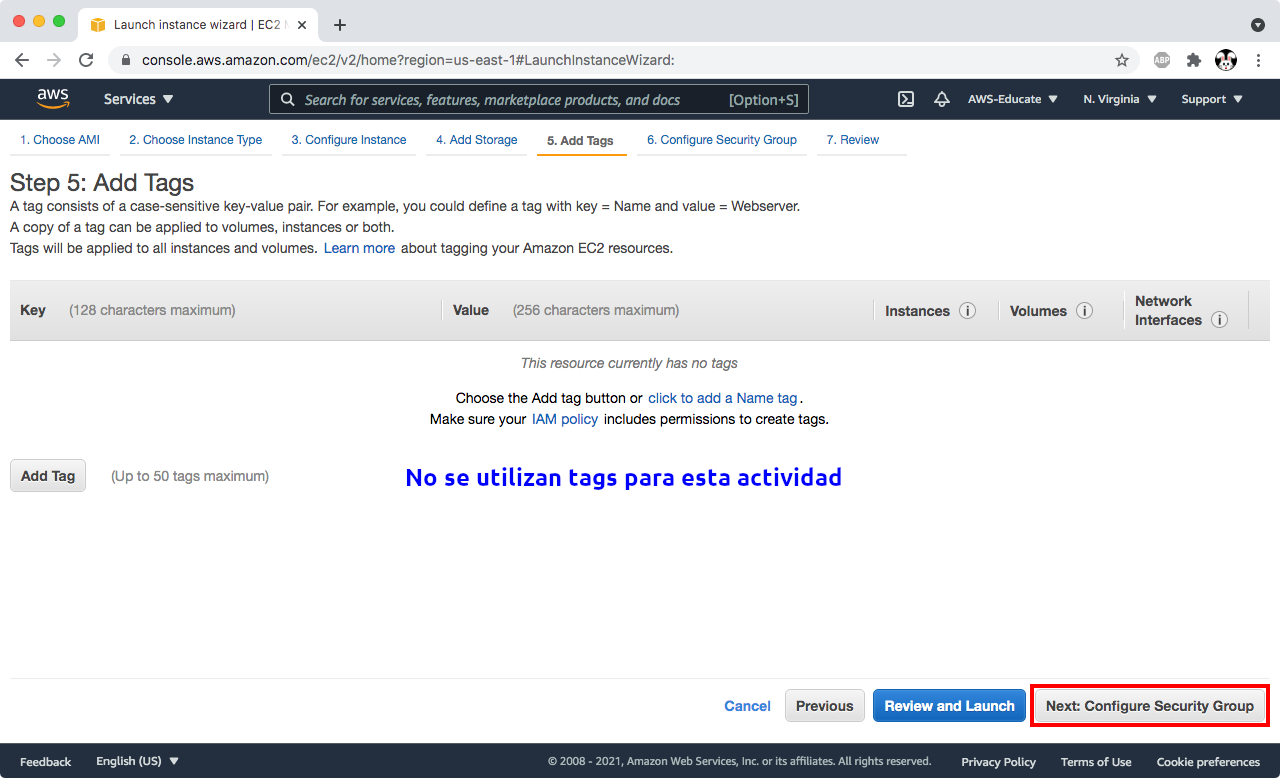 Launch instance wizard | EC2
console.aws.amazon.com/ec2/v2/home?region=us-east-1#LaunchInstanceWizard:
ABP
aws
Services
Search for services, features, marketplace products, and docs
[Option+S]
AWS-Educate
N. Virginia
Support
1. Choose AMI
2. Choose Instance Type
3. Configure Instance
4. Add Storage
5. Add Tags
6. Configure Security Group
7. Review
Step 5: Add Tags
A tag consists of a case-sensitive key-value pair. For example, you could define a tag with key = Name and value = Webserver.
A copy of a tag can be applied to volumes, instances or both.
Tags will be applied to all instances and volumes. Learn more about tagging your Amazon EC2 resources.
Key (128 characters maximum)
Value (256 characters maximum)
Instances
Volumes
Network
Interfaces
This resource currently has no tags
Choose the Add tag button or click to add a Name tag.
Make sure your IAM policy includes permissions to create tags.
Add Tag
(Up to 50 tags maximum)
No se utilizan tags para esta actividad
Cancel
Previous
Review and Launch
Next: Configure Security Group
Feedback
English (US)
© 2008 - 2021, Amazon Web Services, Inc. or its affiliates. All rights reserved.
Privacy Policy
Terms of Use
Cookie preferences